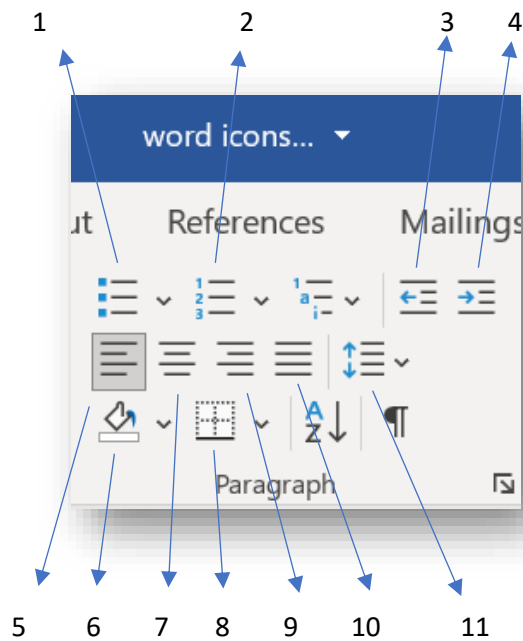 1 2 3 4
word icons...
ut References Mailings
Paragraph
5 6 7 8 9 10 11